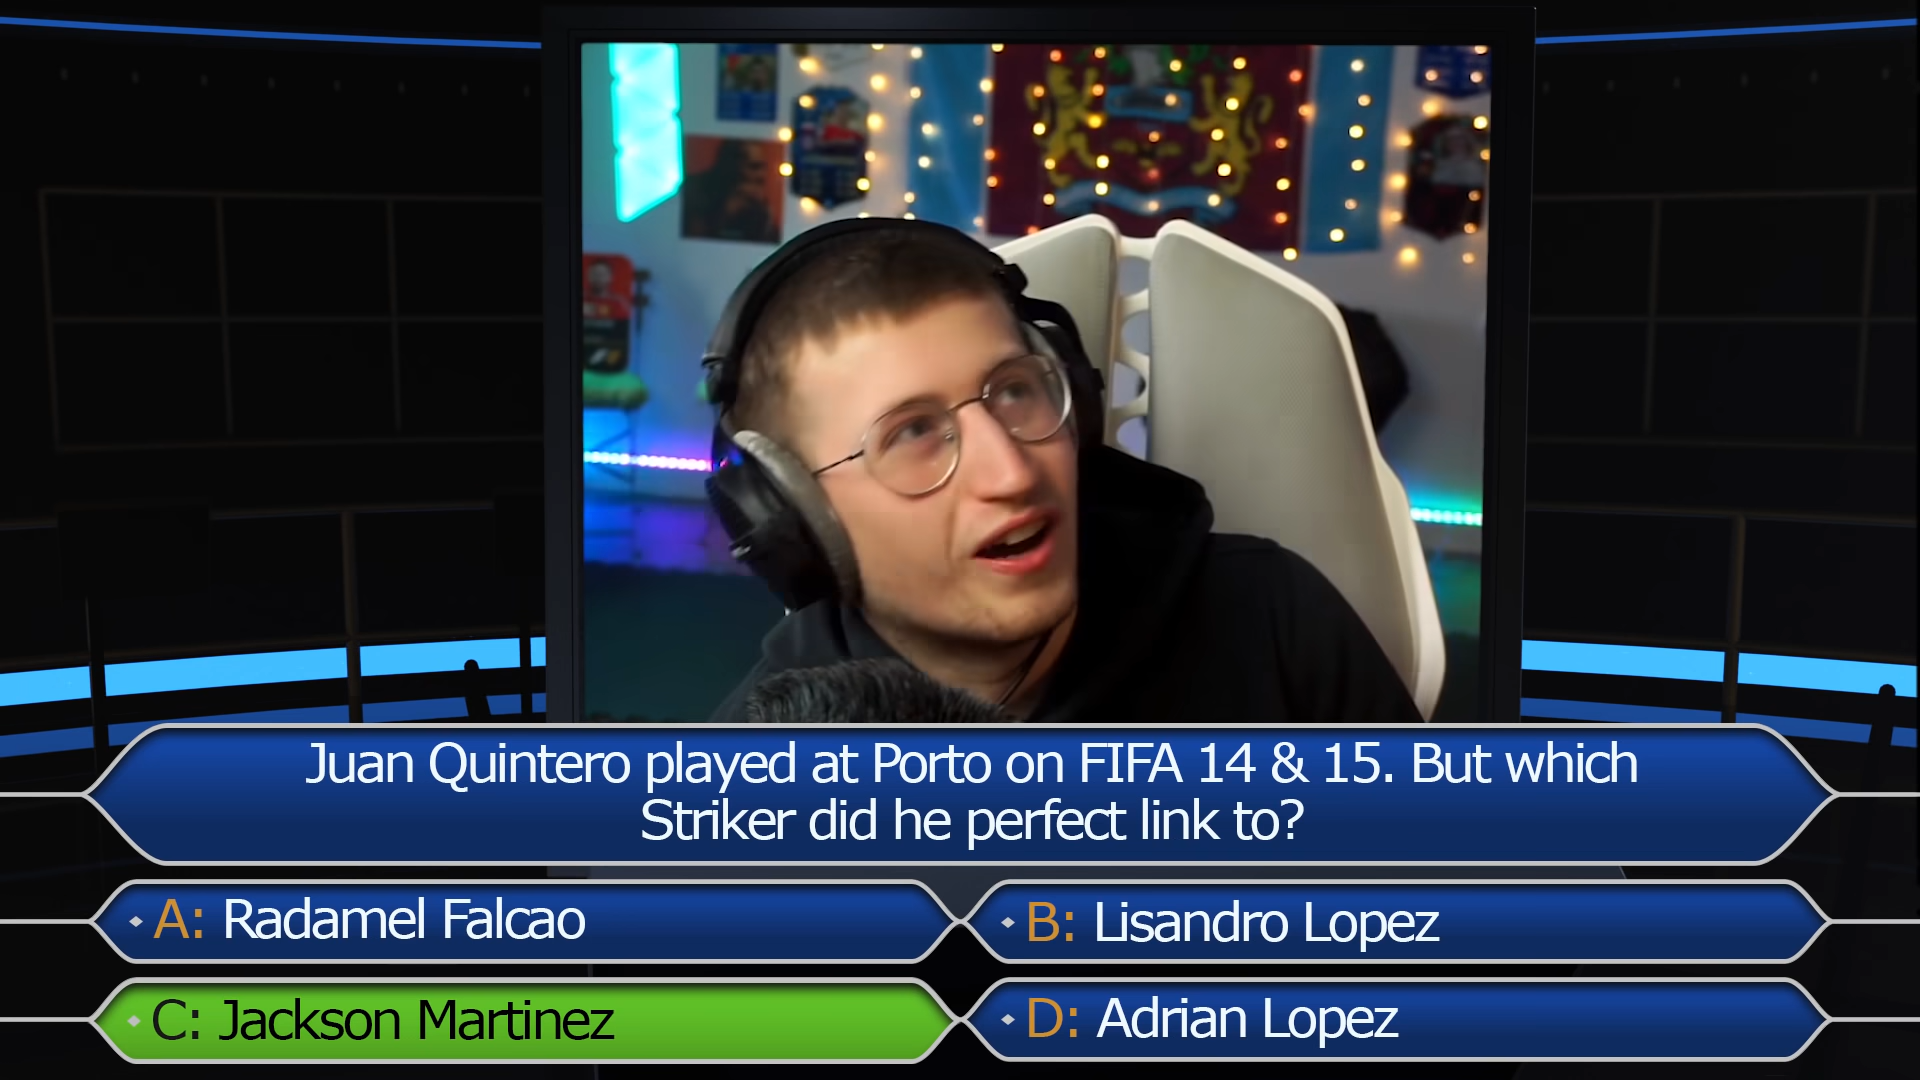 Juan Quintero played at Porto on FIFA 14 & 15. But which
Striker did he perfect link to?
A: Radamel Falcao
B: Lisandro Lopez
C: Jackson Martinez
D: Adrian Lopez